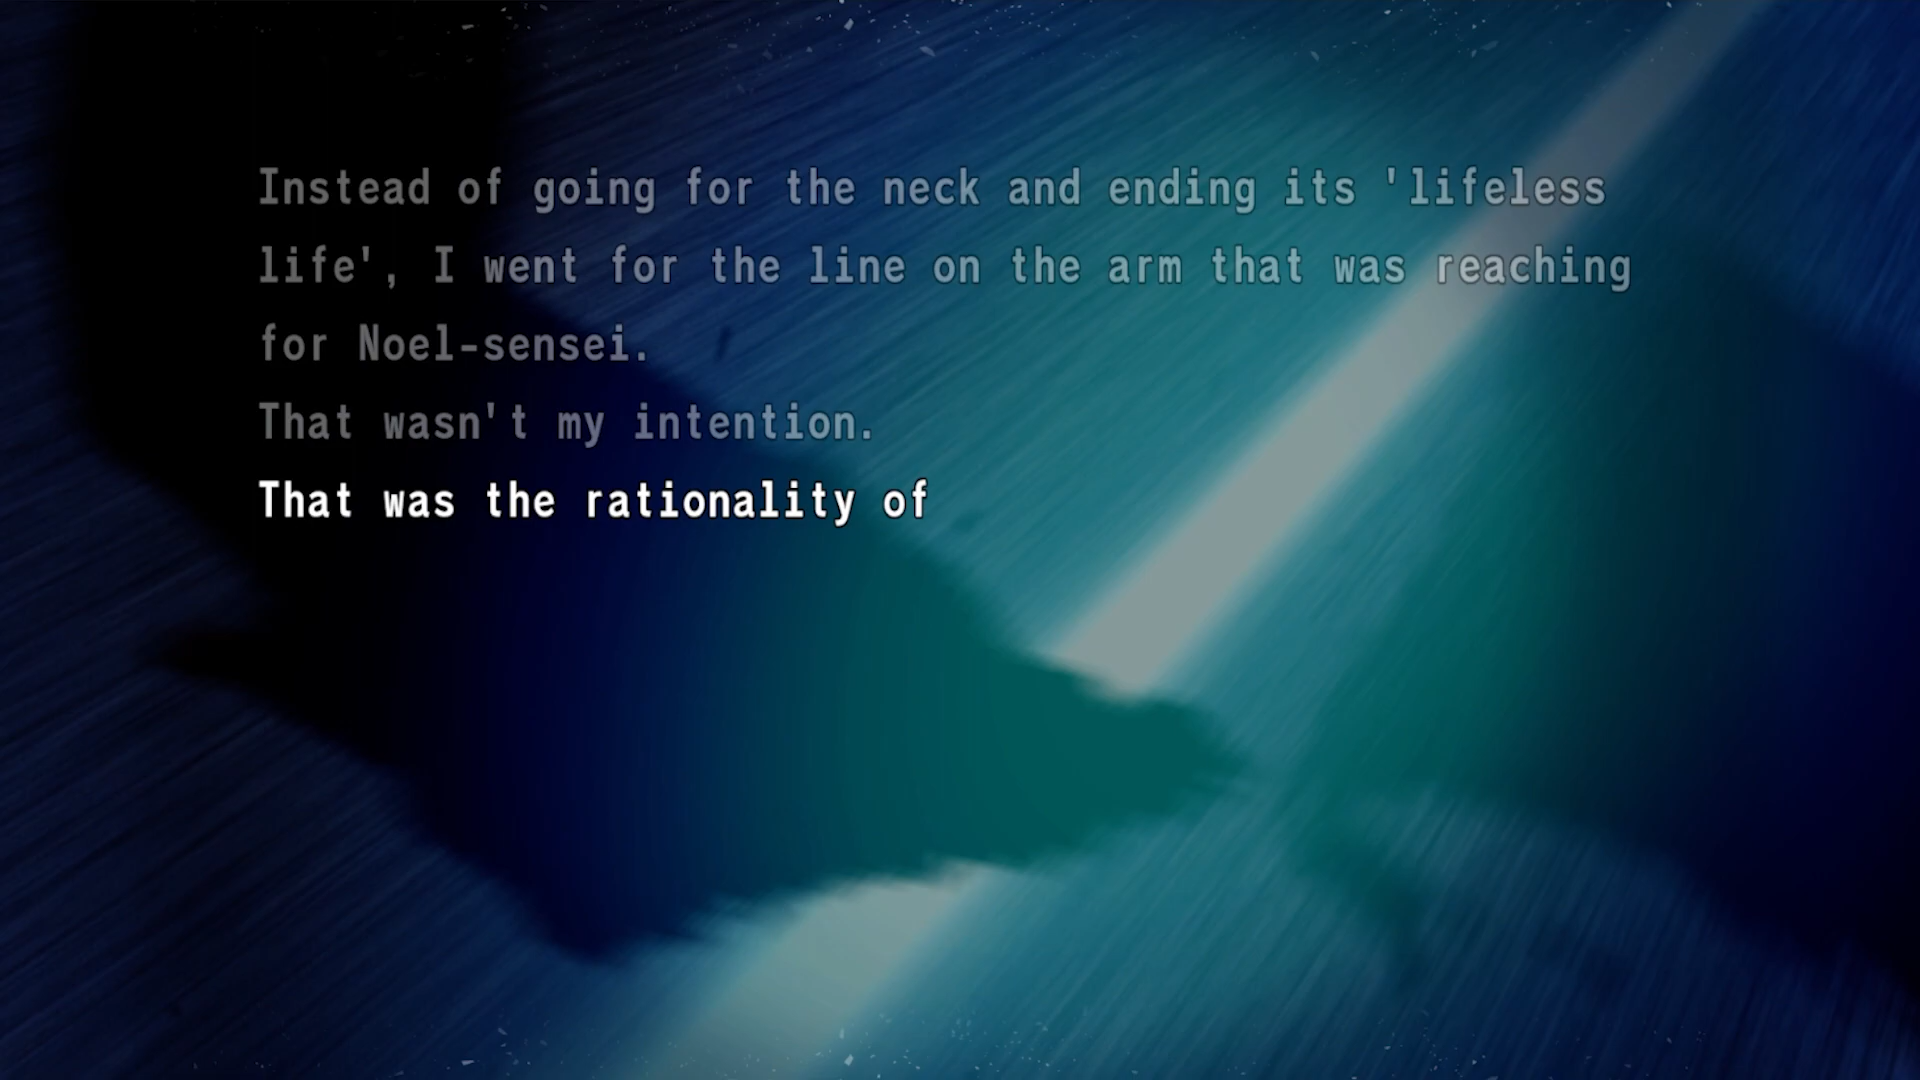 Instead of going for the neck and ending its 'lifeless
life', I went for the line on the arm that was reaching
for Noel-sensei.
That wasn't my intention.
That was the rationality of